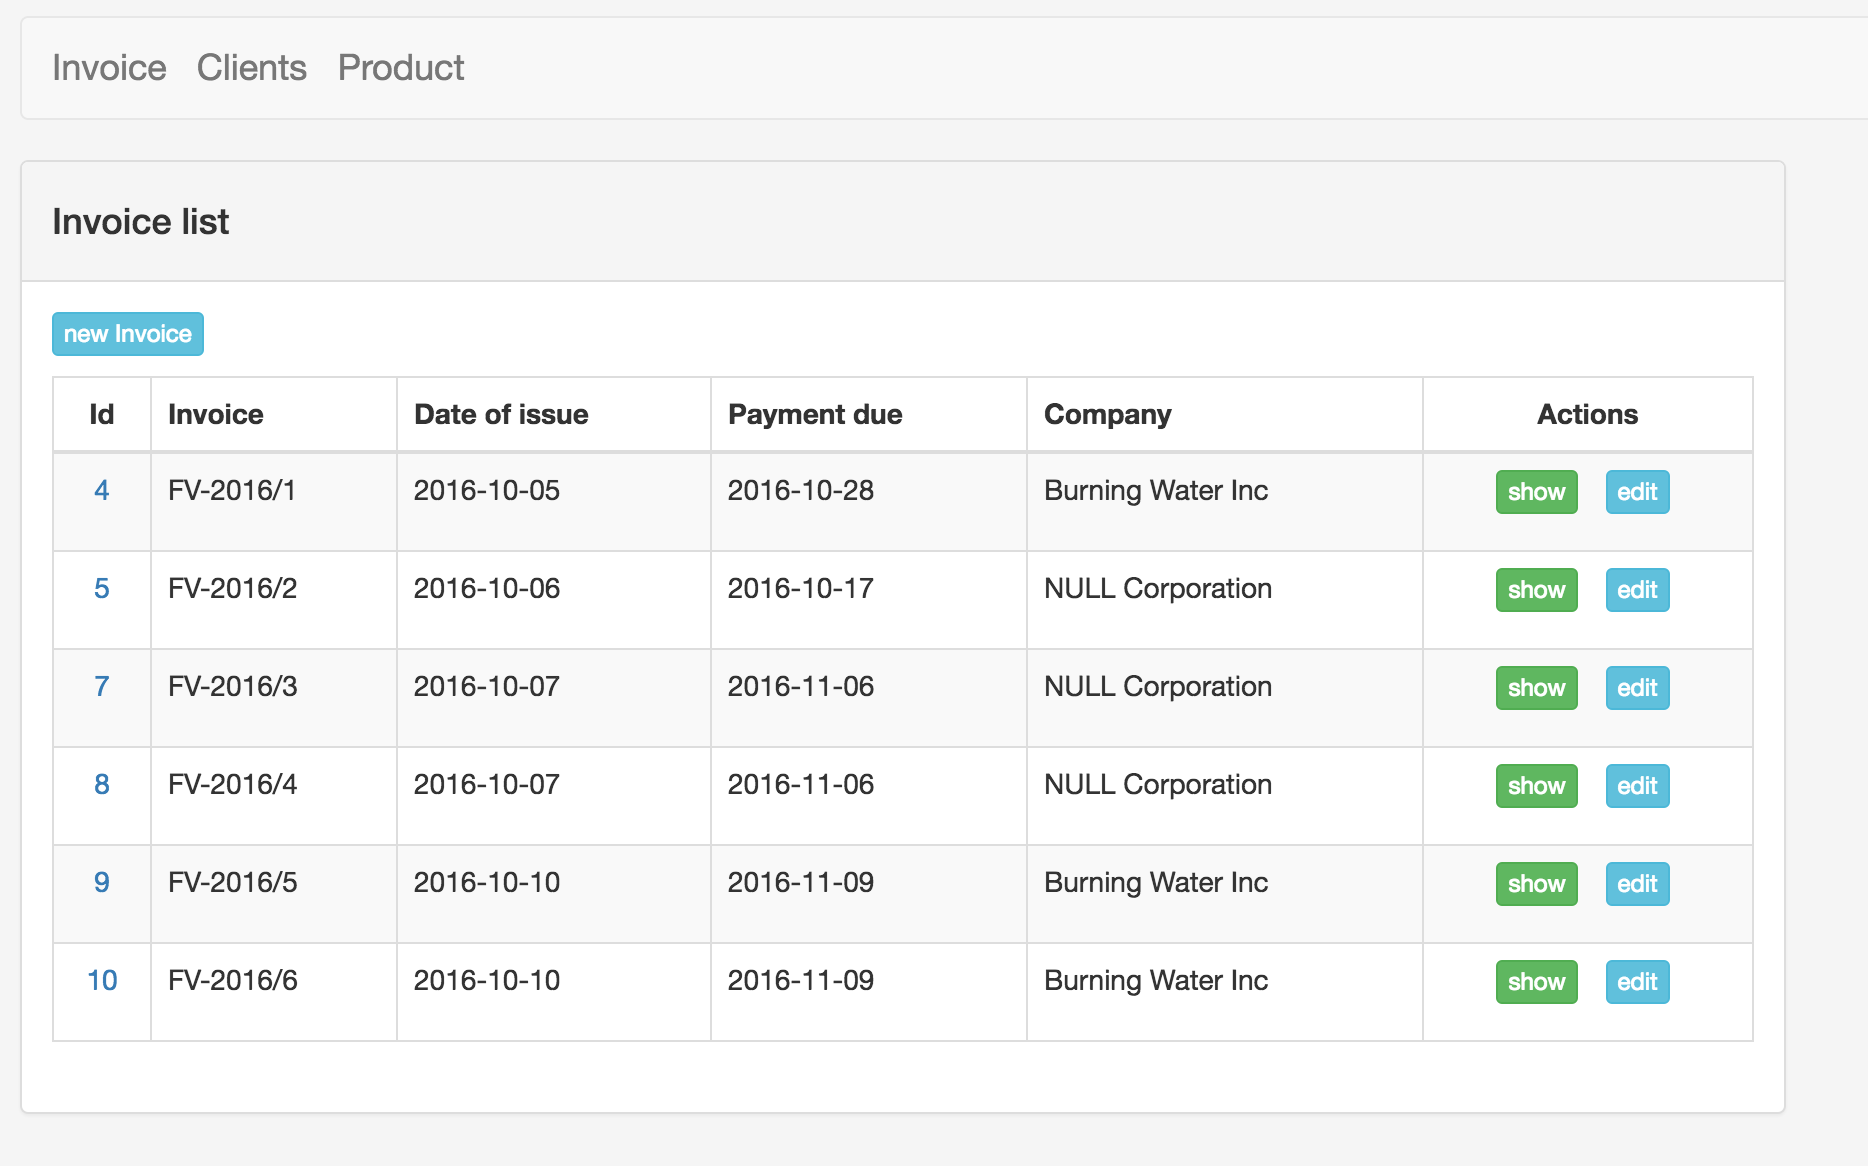 Invoice Clients Product
Invoice list
new Invoice
Id Invoice Date of issue Payment due Company Actions
4 FV-2016/1 2016-10-05 2016-10-28 Burning Water Inc show edit
5 FV-2016/2 2016-10-06 2016-10-17 NULL Corporation show edit
7 FV-2016/3 2016-10-07 2016-11-06 NULL Corporation show edit
8 FV-2016/4 2016-10-07 2016-11-06 NULL Corporation show edit
9 FV-2016/5 2016-10-10 2016-11-09 Burning Water Inc show edit
10 FV-2016/6 2016-10-10 2016-11-09 Burning Water Inc show edit